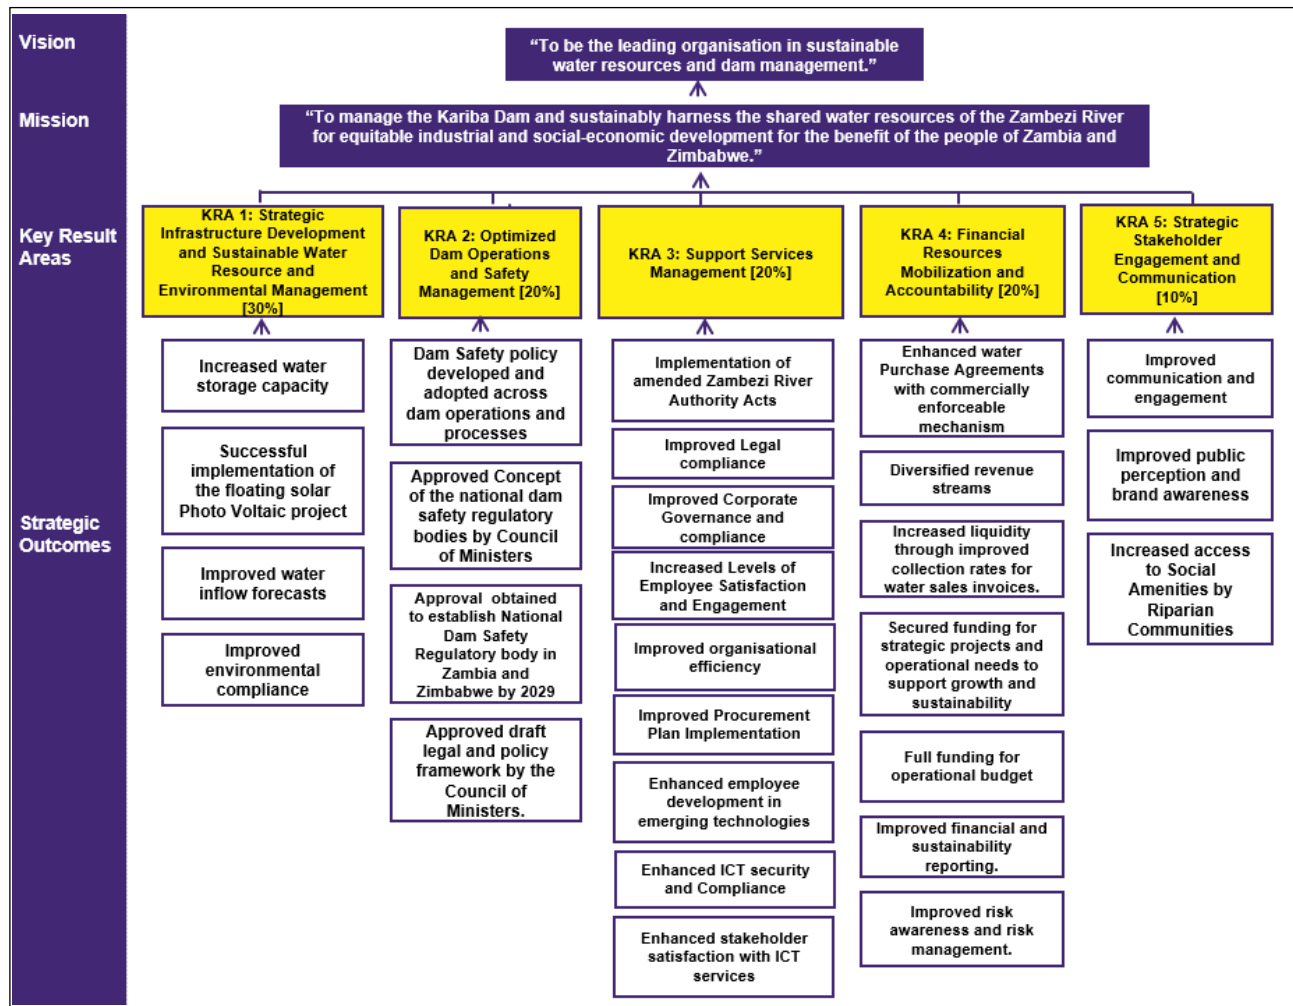 Vision
“To be the leading organisation in sustainable
water resources and dam management.”
Mission
“To manage the Kariba Dam and sustainably harness the shared water resources of the Zambezi River
for equitable industrial and social-economic development for the benefit of the people of Zambia and
Zimbabwe.”
Key Result
Areas
KRA 1: Strategic
Infrastructure Development
and Sustainable Water
Resource and
Environmental Management
[30%]
KRA 2: Optimized
Dam Operations
and Safety
Management [20%]
KRA 3: Support Services
Management [20%]
KRA 4: Financial
Resources
Mobilization and
Accountability [20%]
KRA 5: Strategic
Stakeholder
Engagement and
Communication
[10%]
Strategic
Outcomes
Increased water
storage capacity
Successful
implementation of
the floating solar
Photo Voltaic project
Improved water
inflow forecasts
Improved
environmental
compliance
Dam Safety policy
developed and
adopted across
dam operations and
processes
Approved Concept
of the national dam
safety regulatory
bodies by Council
of Ministers
Approval obtained
to establish National
Dam Safety
Regulatory body in
Zambia and
Zimbabwe by 2029
Approved draft
legal and policy
framework by the
Council of
Ministers.
Implementation of
amended Zambezi River
Authority Acts
Improved Legal
compliance
Improved Corporate
Governance and
compliance
Increased Levels of
Employee Satisfaction
and Engagement
Improved organisational
efficiency
Improved Procurement
Plan Implementation
Enhanced employee
development in
emerging technologies
Enhanced ICT security
and Compliance
Enhanced stakeholder
satisfaction with ICT
services
Enhanced water
Purchase Agreements
with commercially
enforceable
mechanism
Diversified revenue
streams
Increased liquidity
through improved
collection rates for
water sales invoices.
Secured funding for
strategic projects and
operational needs to
support growth and
sustainability
Full funding for
operational budget
Improved financial and
sustainability
reporting.
Improved risk
awareness and risk
management.
Improved
communication and
engagement
Improved public
perception and
brand awareness
Increased access
to Social
Amenities by
Riparian
Communities